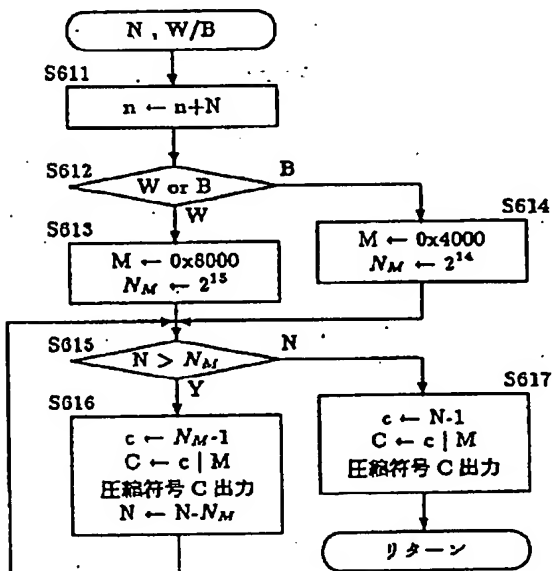 N , W/B
S611
n ← n+N
S612
W or B
B
W
S613
M ← 0x8000
N_M ← 2^15
S614
M ← 0x4000
N_M ← 2^14
S615
N > N_M
N
Y
S616
c ← N_M-1
C ← c | M
圧縮符号 C 出力
N ← N-N_M
S617
c ← N-1
C ← c | M
圧縮符号 C 出力
リターン